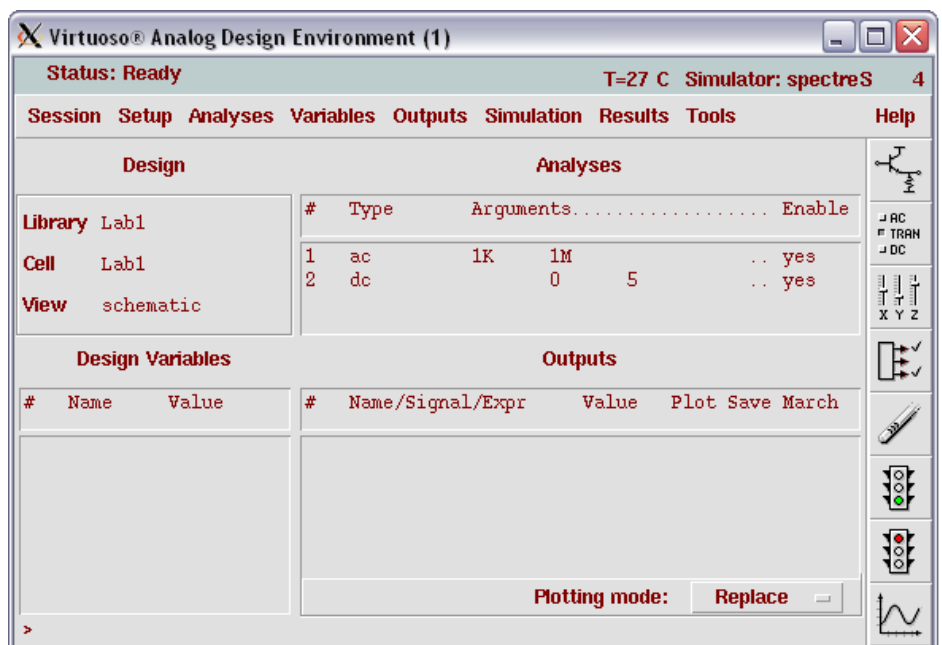 Virtuoso® Analog Design Environment (1)
Status: Ready T=27 C Simulator: spectreS 4
Session Setup Analyses Variables Outputs Simulation Results Tools Help
Design
Library Lab1
Cell Lab1
View schematic
Analyses
# Type Arguments.................. Enable
1 ac 1K 1M .. yes
2 dc 0 5 .. yes
Design Variables
# Name Value
Outputs
# Name/Signal/Expr Value Plot Save March
Plotting mode: Replace
>
AC
TRAN
DC
X Y Z